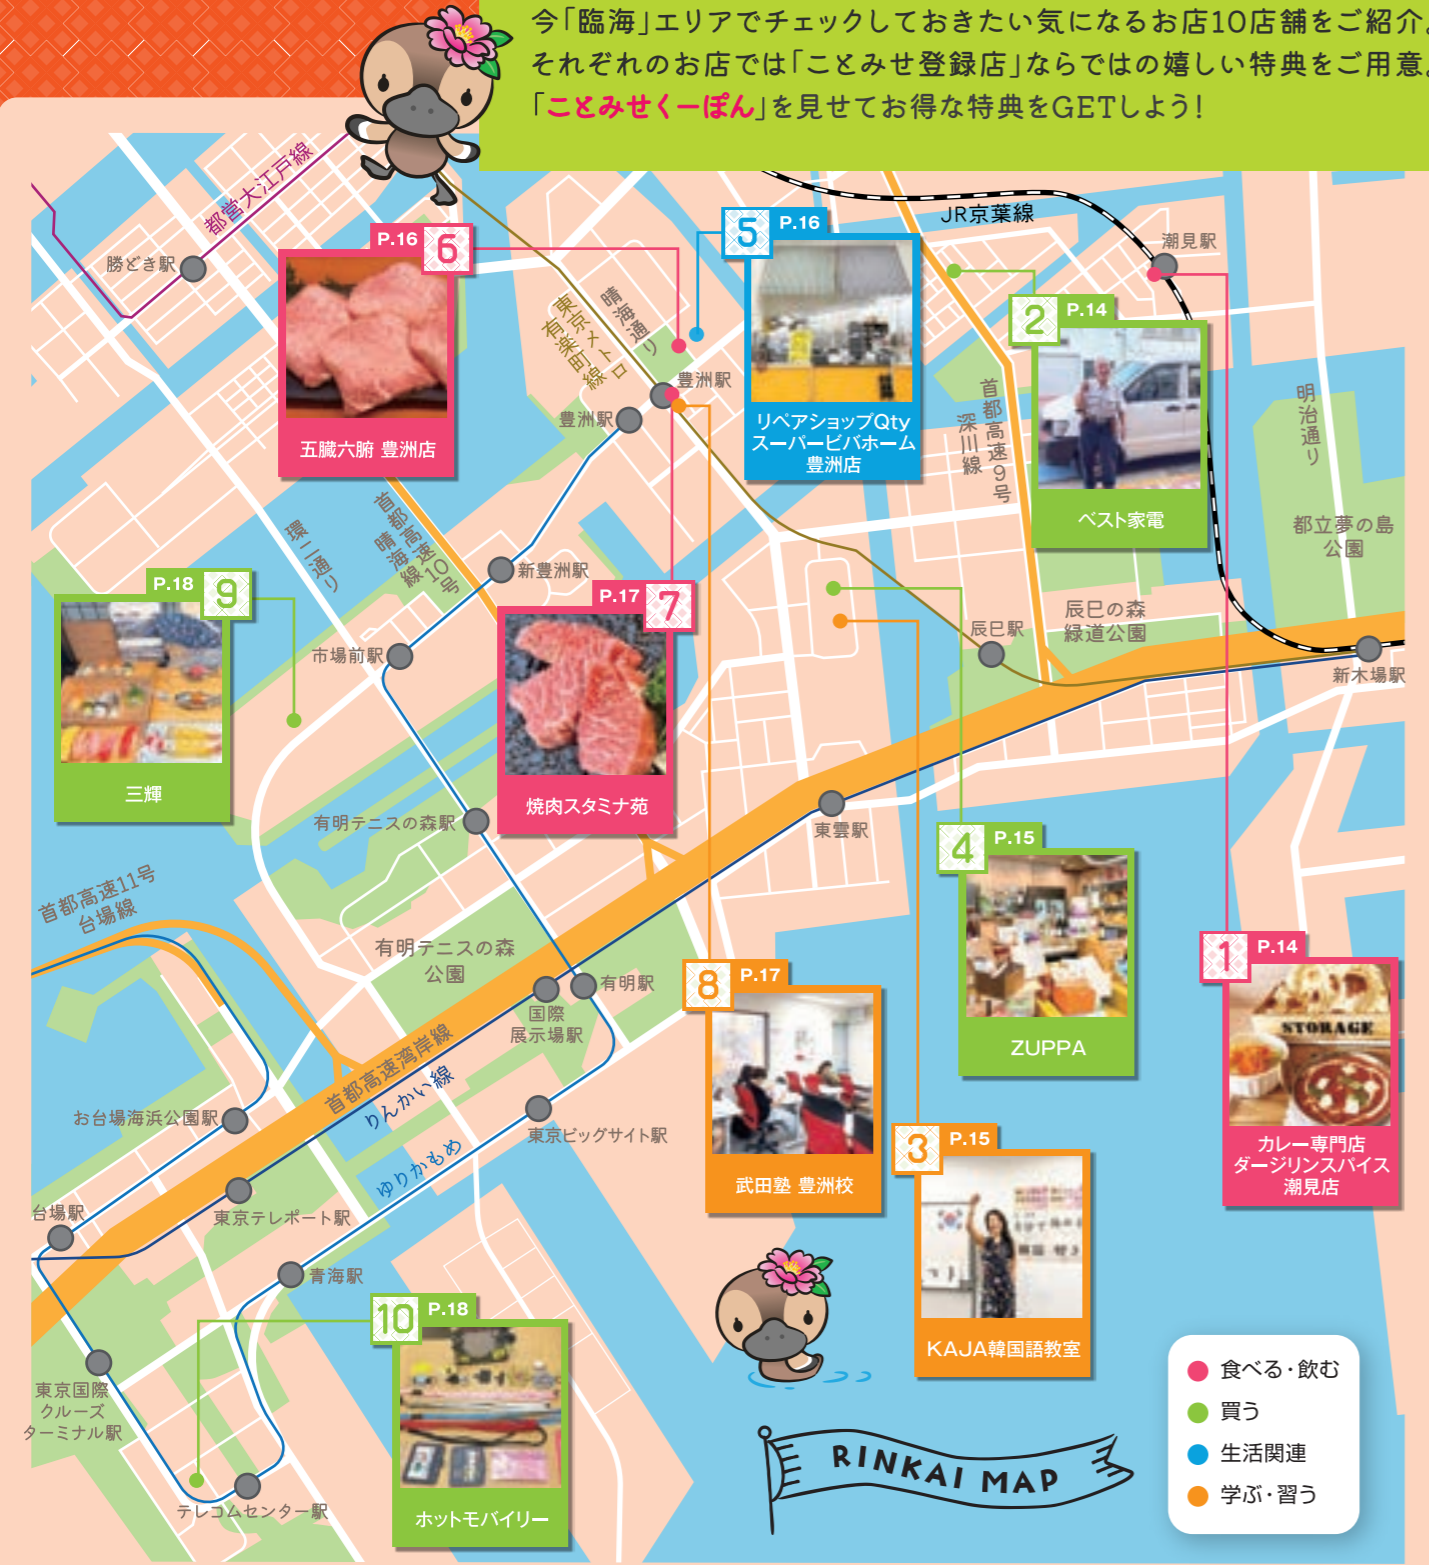 今「臨海」エリアでチェックしておきたい気になるお店10店舗をご紹介。
それぞれのお店では「ことみせ登録店」ならではの嬉しい特典をご用意。
「ことみせくーぽん」を見せてお得な特典をGETしよう!
都営大江戸線
勝どき駅
P.16
6
五臓六腑 豊洲店
東京メトロ
有楽町線
晴海通り
豊洲駅
豊洲駅
P.16
5
リペアショップQty
スーパービバホーム
豊洲店
JR京葉線
潮見駅
P.14
2
ベスト家電
首都高速9号
深川線
明治通り
都立夢の島
公園
環二通り
首都高速10号
晴海線
新豊洲駅
P.18
9
三輝
市場前駅
P.17
7
焼肉スタミナ苑
辰巳駅
辰巳の森
緑道公園
新木場駅
有明テニスの森駅
東雲駅
首都高速11号
台場線
有明テニスの森
公園
有明駅
国際
展示場駅
P.15
4
ZUPPA
P.14
1
STORAGE
カレー専門店
ダージリンスパイス
潮見店
P.17
8
武田塾 豊洲校
首都高速湾岸線
りんかい線
ゆりかもめ
お台場海浜公園駅
東京ビッグサイト駅
P.15
3
KAJA韓国語教室
台場駅
東京テレポート駅
青海駅
P.18
10
ホットモバイリー
東京国際
クルーズ
ターミナル駅
テレコムセンター駅
RINKAI MAP
食べる・飲む
買う
生活関連
学ぶ・習う